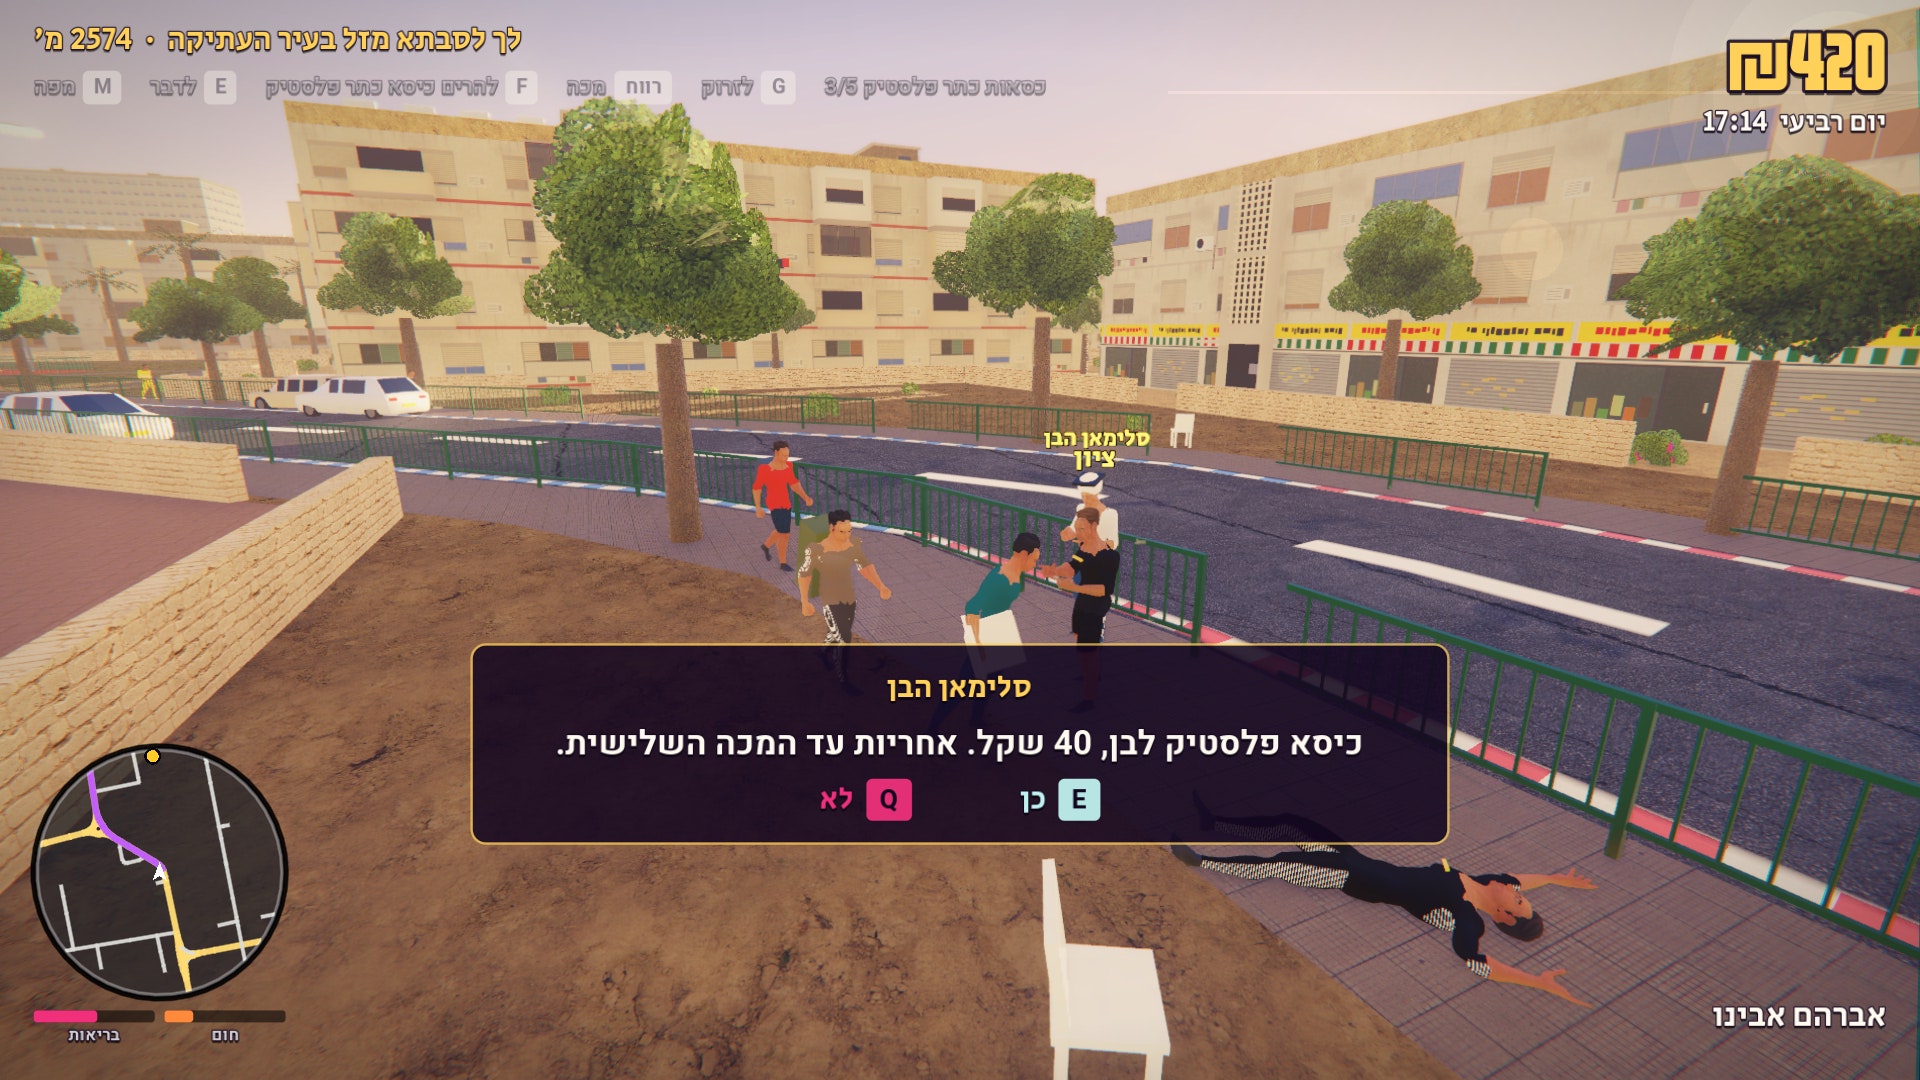 לך לסבתא מזל בעיר העתיקה · 2574 מ'
M מפה
E לדבר
F להרים כיסא כתר פלסטיק
רווח מכה
G לזרוק
כסאות כתר פלסטיק 3/5
₪420
יום רביעי 17:14
סלימאן הבן
ציון
סלימאן הבן
כיסא פלסטיק לבן, 40 שקל. אחריות עד המכה השלישית.
E כן
Q לא
בריאות
חום
אברהם אבינו